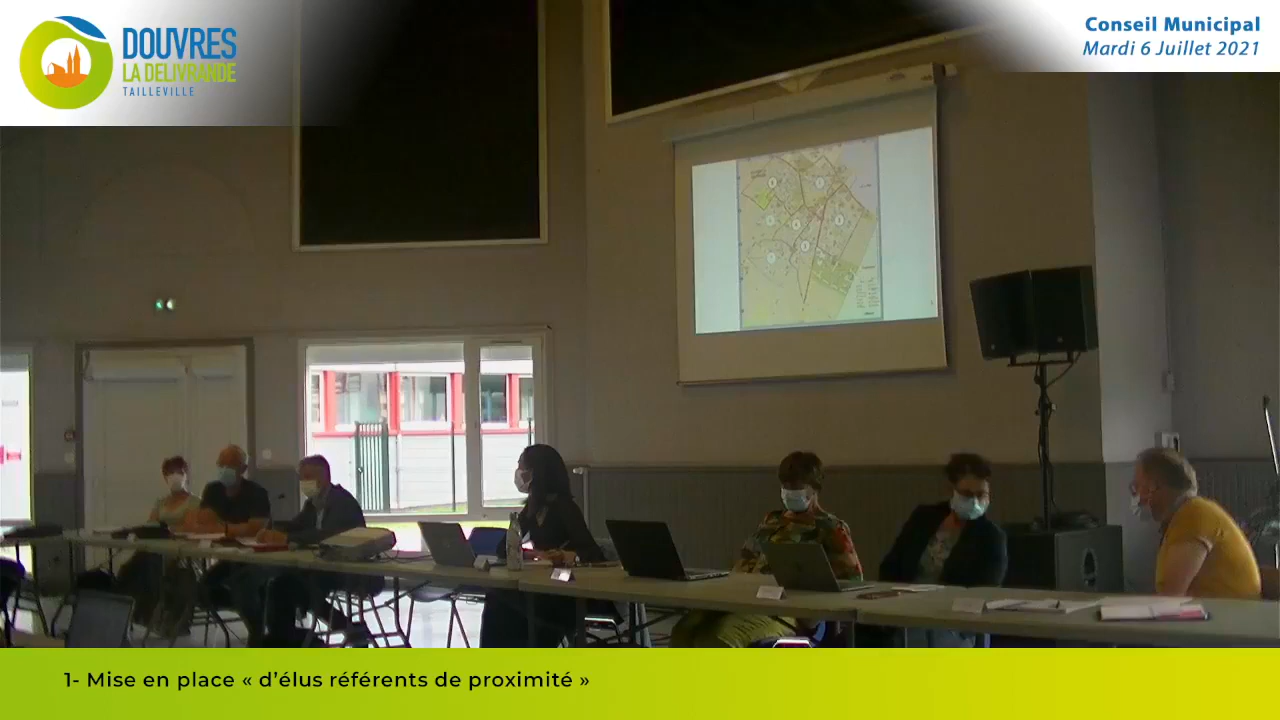 DOUVRES
LA DELIVRANDE
TAILLEVILLE
Conseil Municipal
Mardi 6 Juillet 2021
1- Mise en place « d’élus référents de proximité »